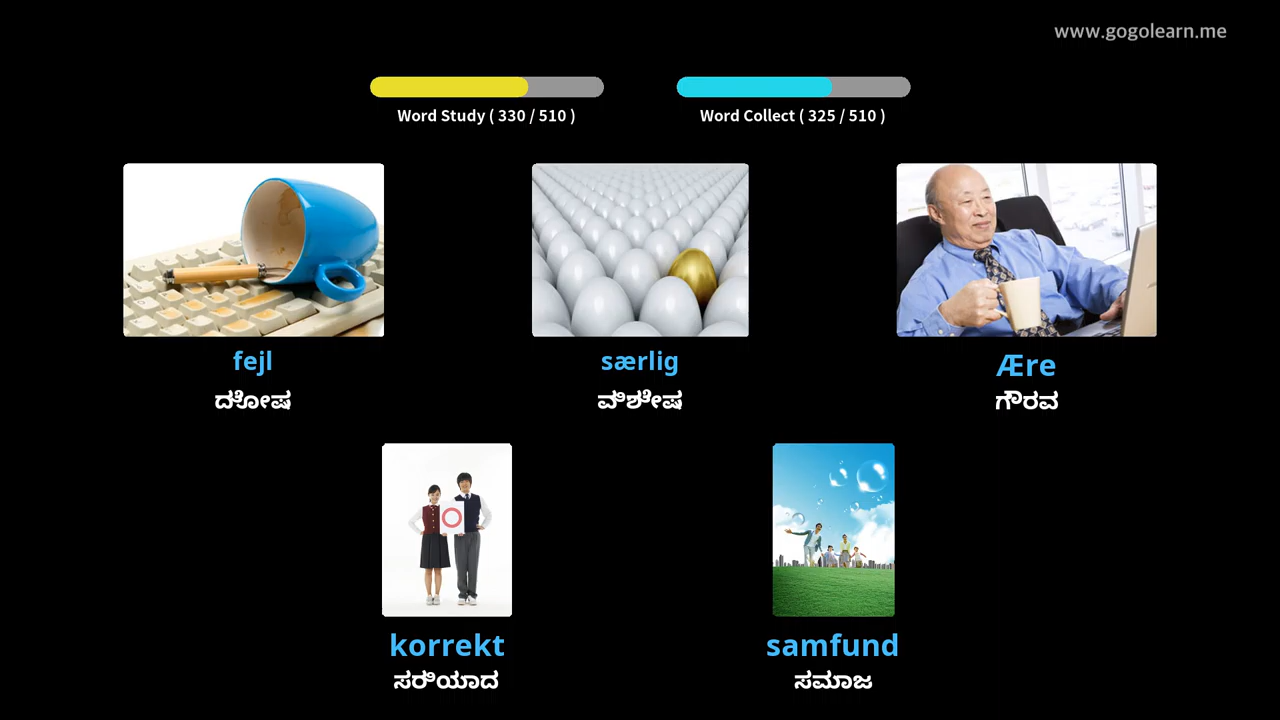 www.gogolearn.me
Word Study ( 330 / 510 )
Word Collect ( 325 / 510 )
fejl
ದೋಷ
særlig
ವಿಶೇಷ
Ære
ಗೌರವ
korrekt
ಸರಿಯಾದ
samfund
ಸಮಾಜ